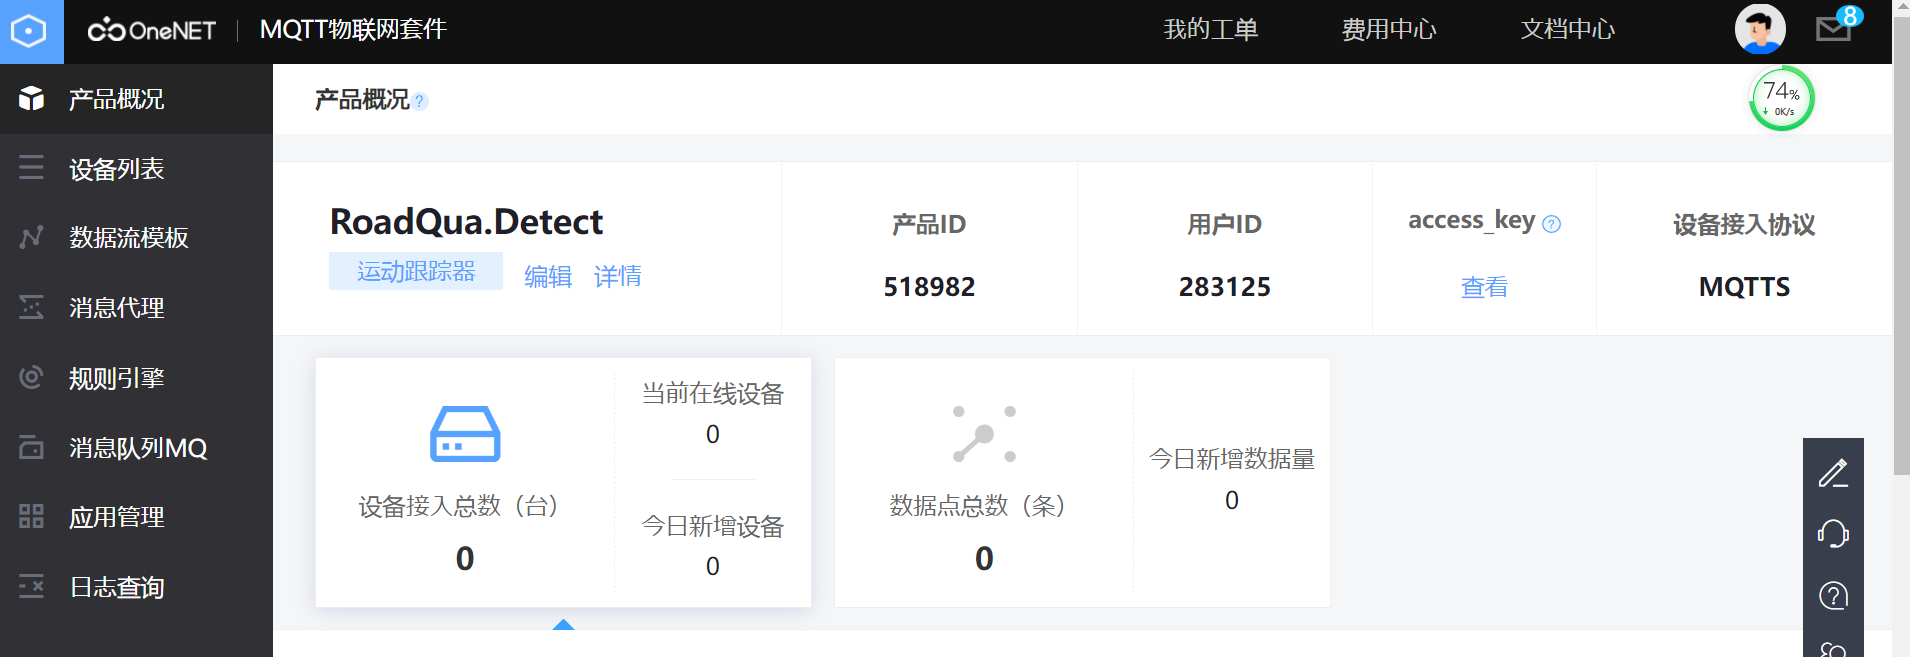 OneNET MQTT物联网套件 我的工单 费用中心 文档中心 8
产品概况
设备列表
数据流模板
消息代理
规则引擎
消息队列MQ
应用管理
日志查询
产品概况 ?
74%
↓ 0K/s
RoadQua.Detect
运动跟踪器 编辑 详情
产品ID
518982
用户ID
283125
access_key ?
查看
设备接入协议
MQTTS
设备接入总数（台）
0
当前在线设备
0
今日新增设备
0
数据点总数（条）
0
今日新增数据量
0